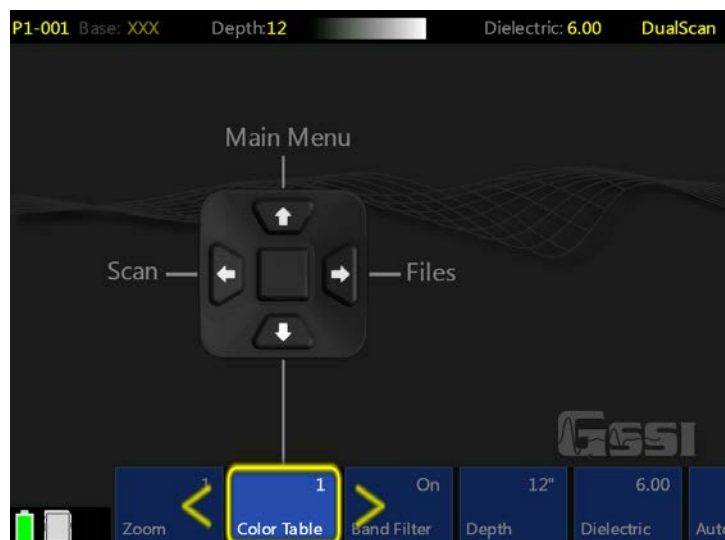 P1-001 Base: XXX Depth:12 Dielectric: 6.00 DualScan
Main Menu
Scan Files
GSSI
1 1 On 12" 6.00
Zoom Color Table Band Filter Depth Dielectric Aut